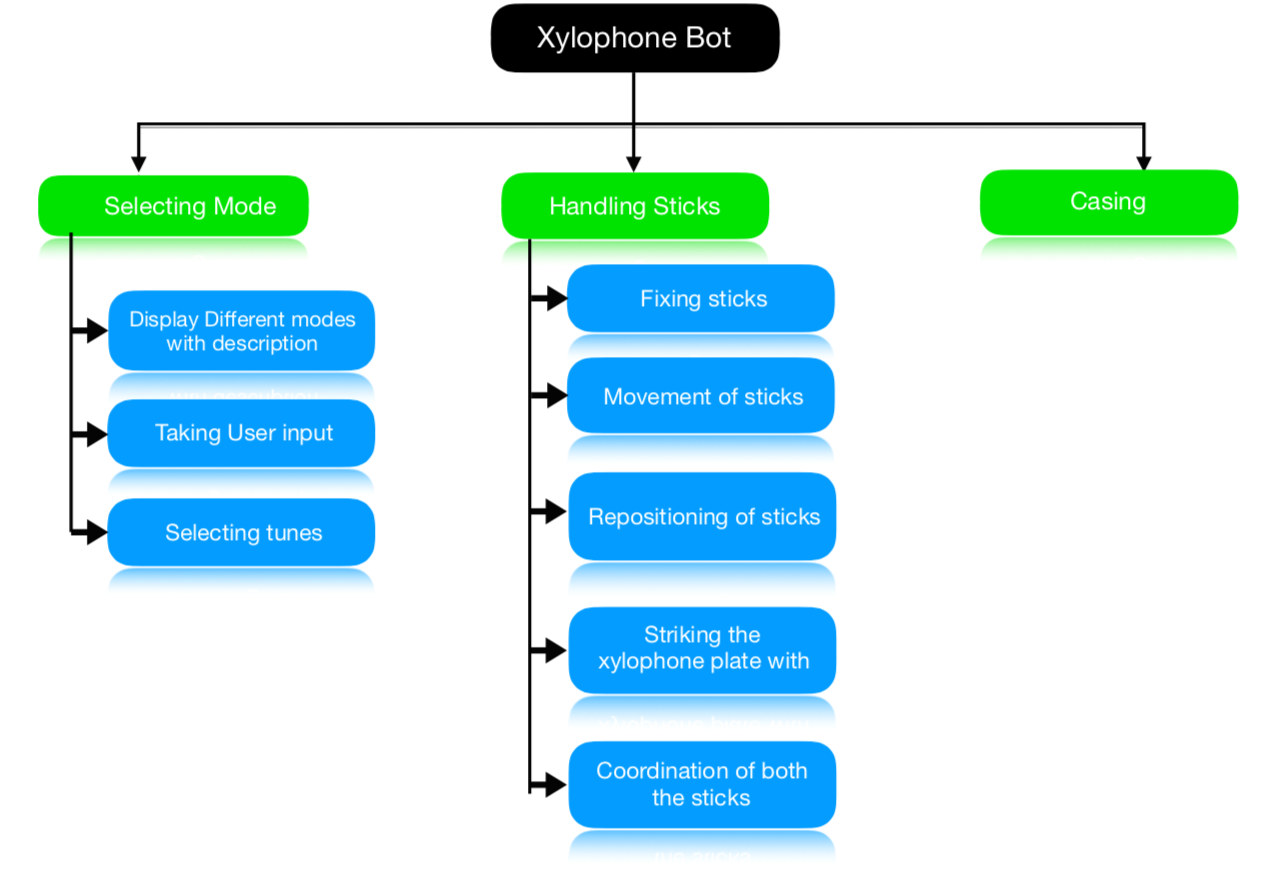 Xylophone Bot
Selecting Mode
Display Different modes
with description
Taking User input
Selecting tunes
Handling Sticks
Fixing sticks
Movement of sticks
Repositioning of sticks
Striking the
xylophone plate with
Coordination of both
the sticks
Casing